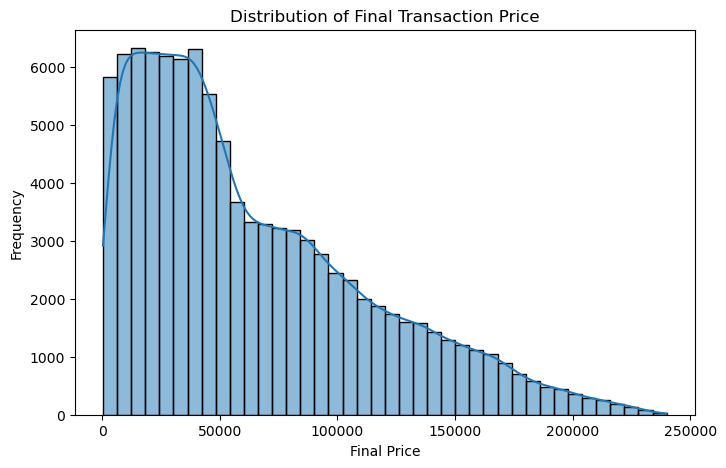 Distribution of Final Transaction Price
Frequency
6000
5000
4000
3000
2000
1000
0
0 50000 100000 150000 200000 250000
Final Price